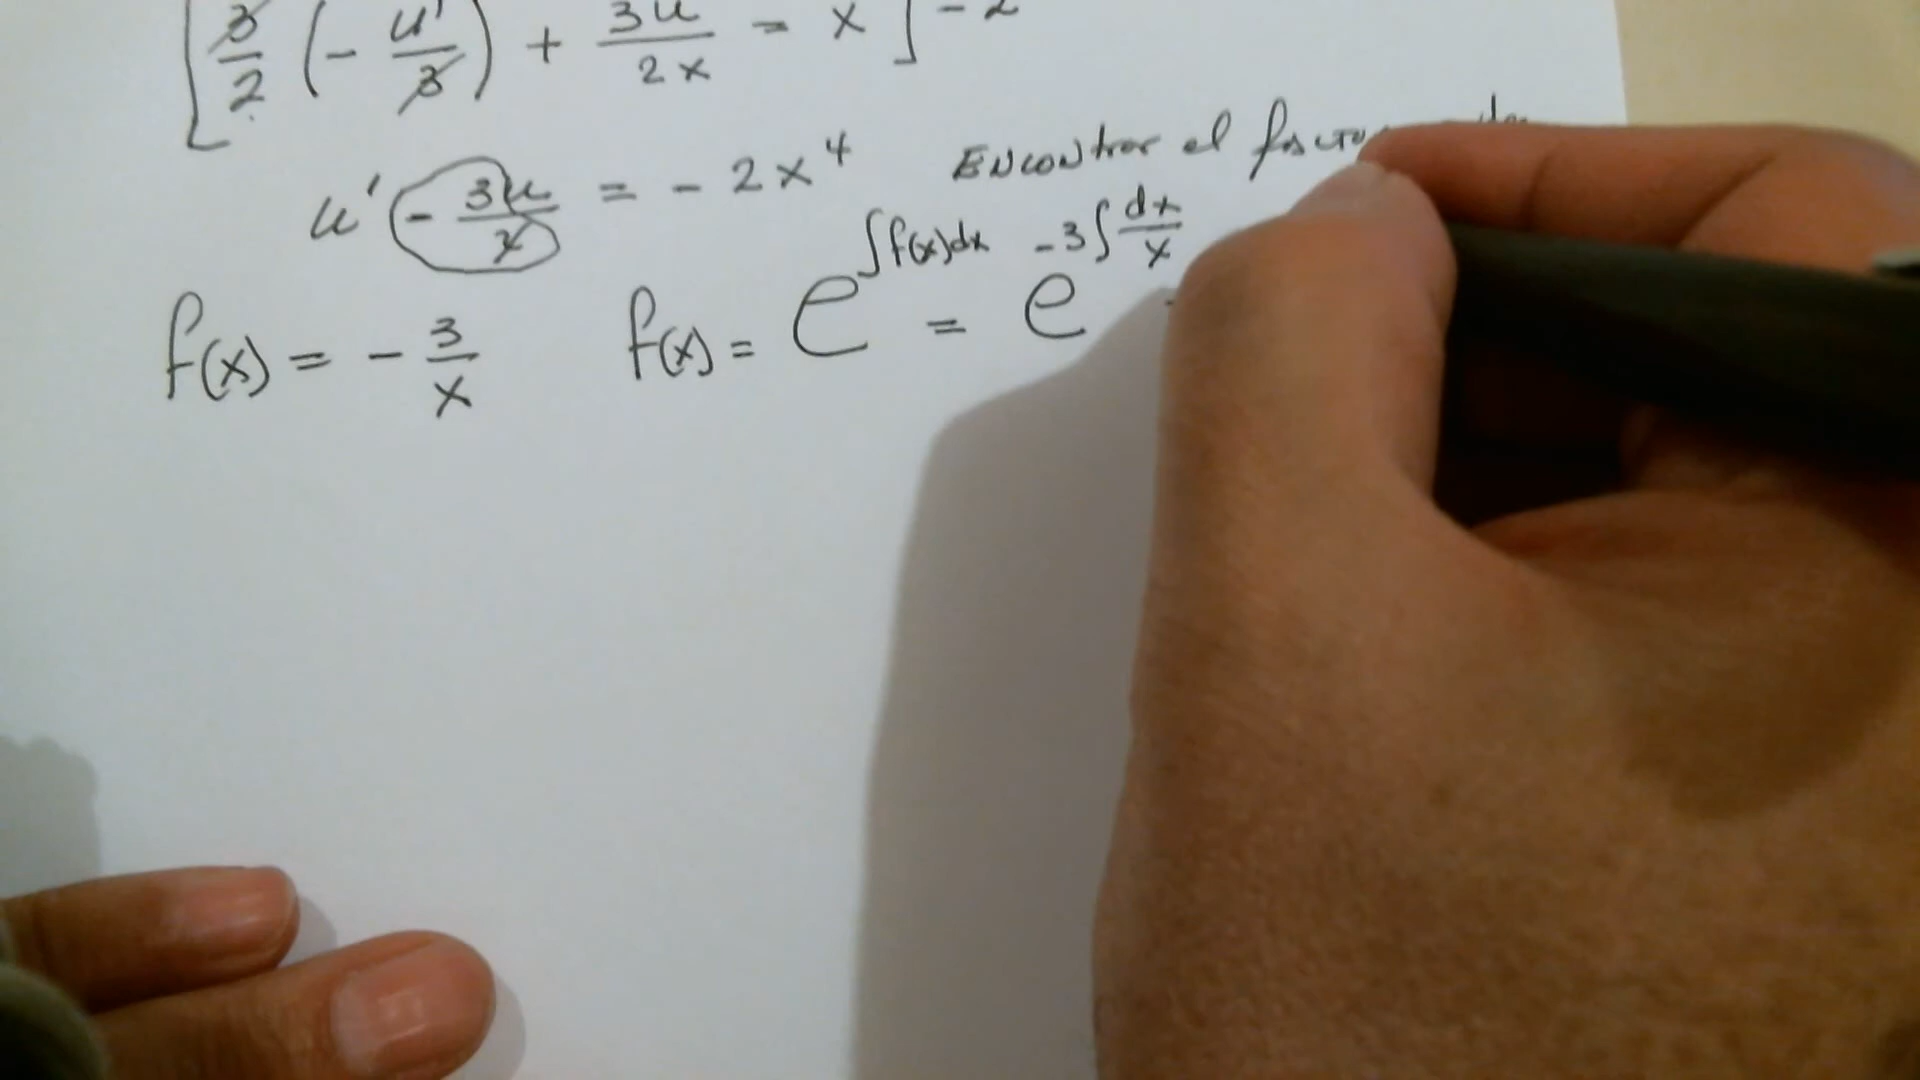 [3/2 (- u'/3) + 3u/2x = x] -2
u' - 3u/x = - 2x⁴ Encontrar el factor
f(x) = - 3/x f(x) = e^∫f(x)dx = e^-3∫dx/x